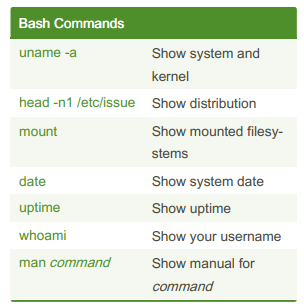 Bash Commands
uname -a Show system and
kernel
head -n1 /etc/issue Show distribution
mount Show mounted filesy-
stems
date Show system date
uptime Show uptime
whoami Show your username
man command Show manual for
command